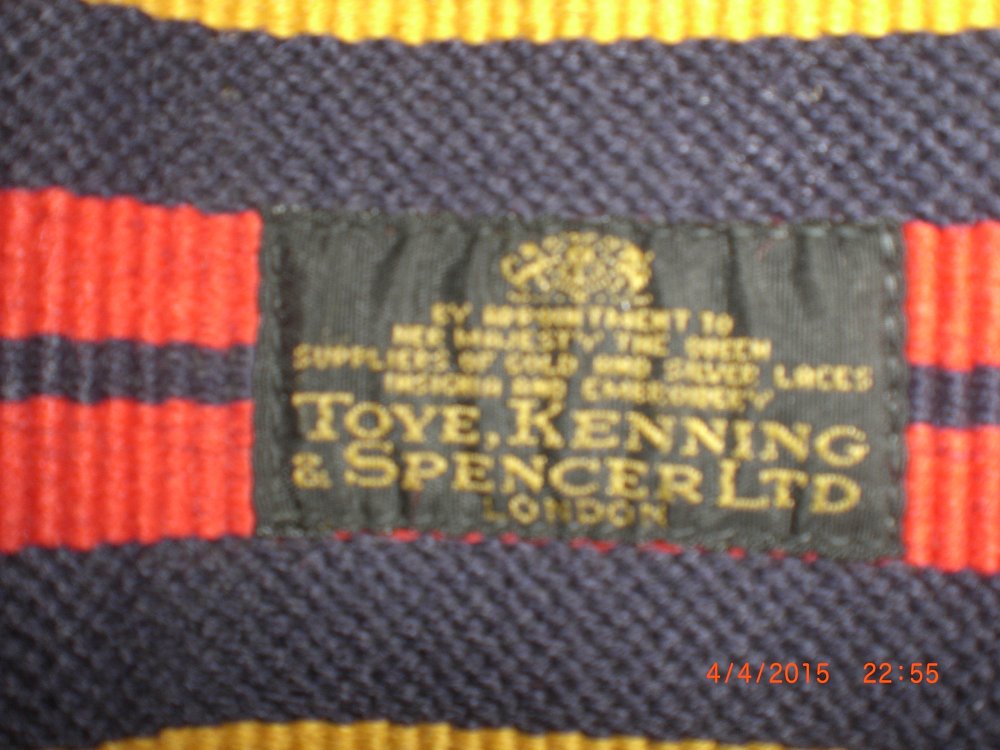 BY APPOINTMENT TO
HER MAJESTY THE QUEEN
SUPPLIERS OF GOLD AND SILVER LACES
INSIGNIA AND EMBROIDERY
TOYE, KENNING
& SPENCER LTD
LONDON
4/4/2015 22:55